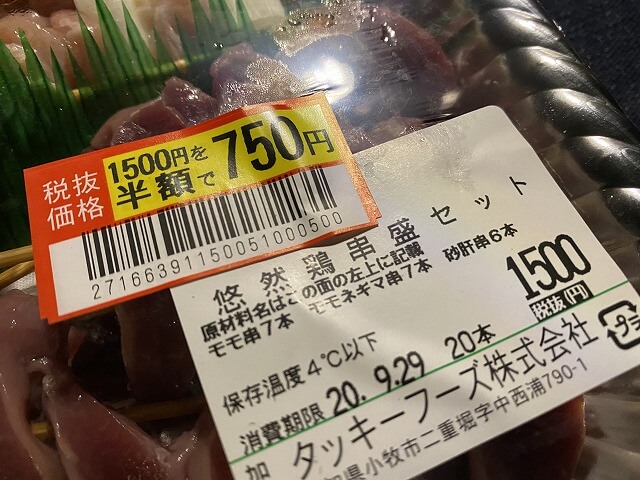 税抜
価格
1500円を
半額で
750円
2716639115005１000500
悠然鶏串盛セット
原材料名はこの面の左上に記載
モモ串7本 モモネギマ串7本 砂肝串6本
1500
税抜(円)
保存温度4℃以下
消費期限 20. 9.29 20本
加 タッキーフーズ株式会社
県小牧市二重堀字中西浦790-1